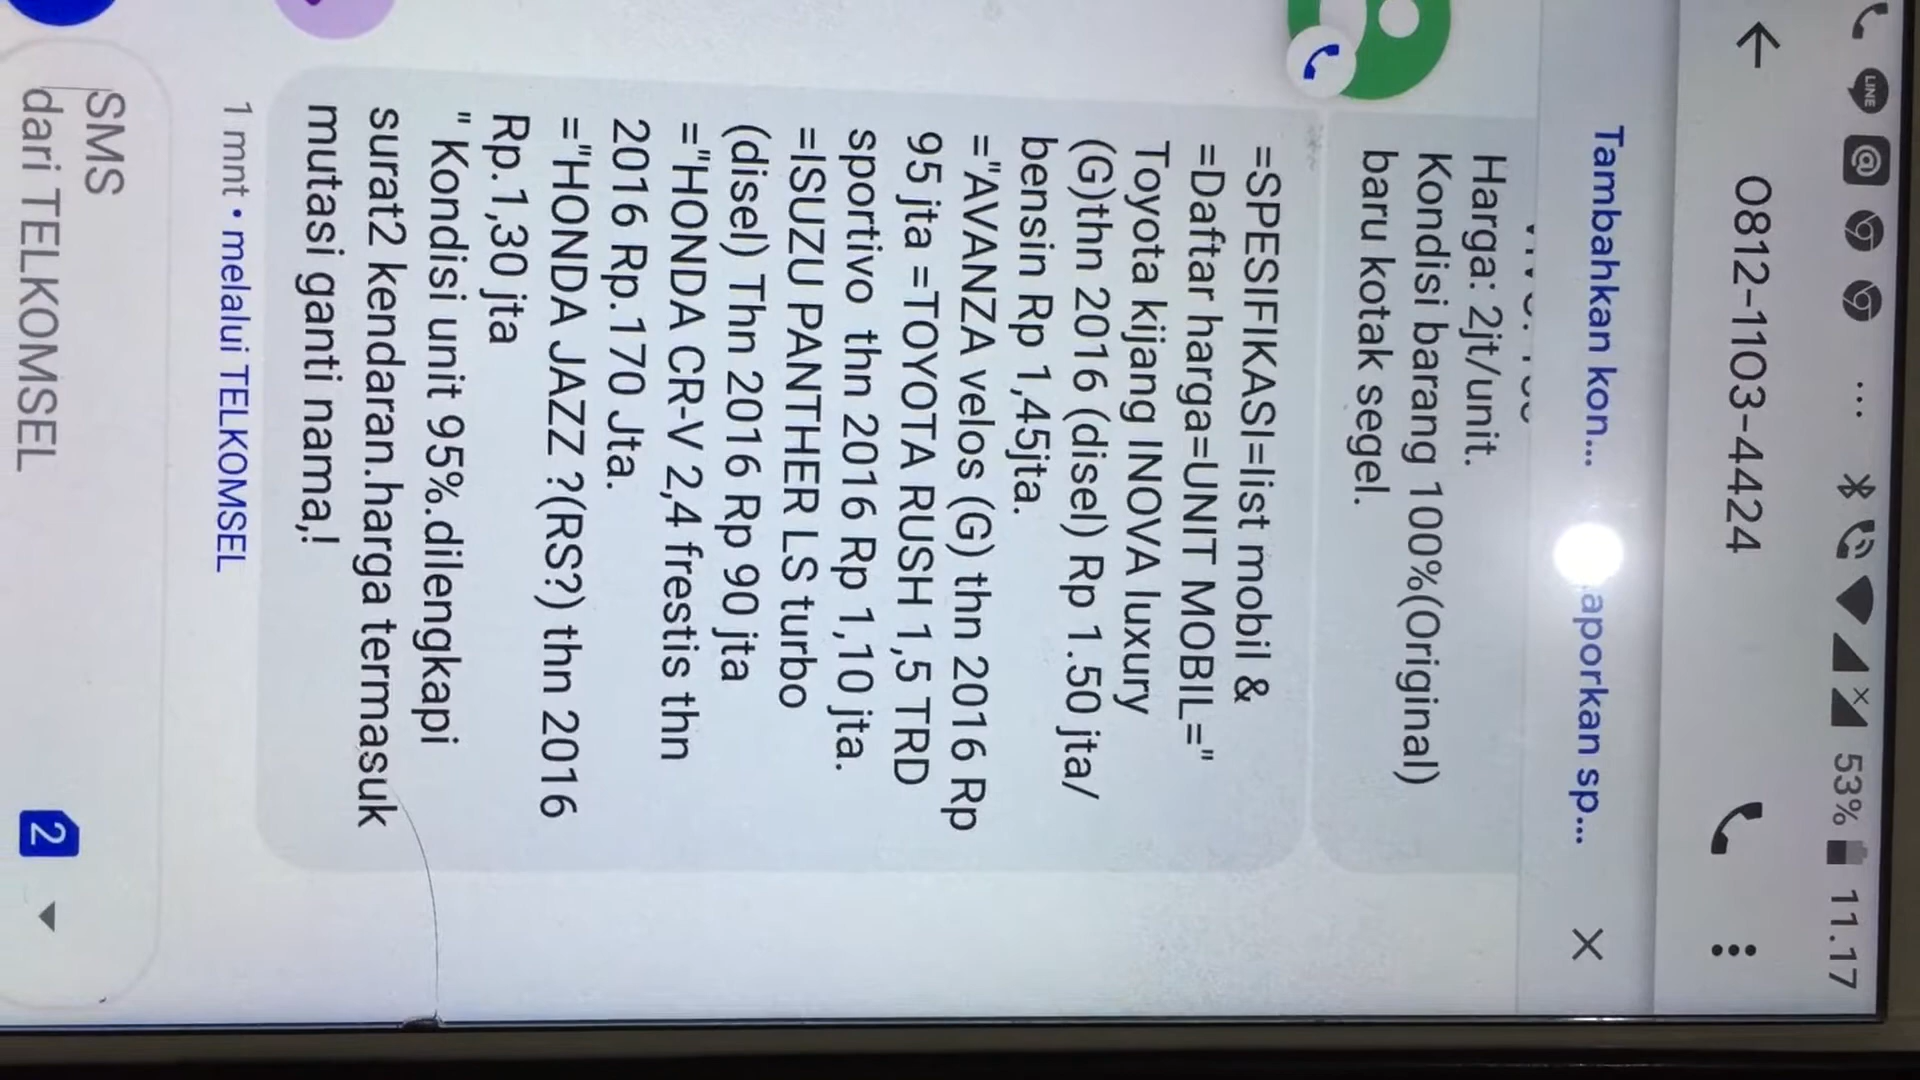 LINE
53%
11.17
0812-1103-4424
Tambahkan kon...
aporkan sp...
Harga: 2jt/unit.
Kondisi barang 100%(Original)
baru kotak segel.
=SPESIFIKASI=list mobil &
=Daftar harga=UNIT MOBIL="
Toyota kijang INOVA luxury
(G)thn 2016 (disel) Rp 1.50 jta/
bensin Rp 1,45jta.
="AVANZA velos (G) thn 2016 Rp
95 jta =TOYOTA RUSH 1,5 TRD
sportivo thn 2016 Rp 1,10 jta.
=ISUZU PANTHER LS turbo
(disel) Thn 2016 Rp 90 jta
="HONDA CR-V 2,4 frestis thn
2016 Rp.170 Jta.
="HONDA JAZZ ?(RS?) thn 2016
Rp.1,30 jta
" Kondisi unit 95%.dilengkapi
surat2 kendaran.harga termasuk
mutasi ganti nama,!
1 mnt • melalui TELKOMSEL
SMS
dari TELKOMSEL
2